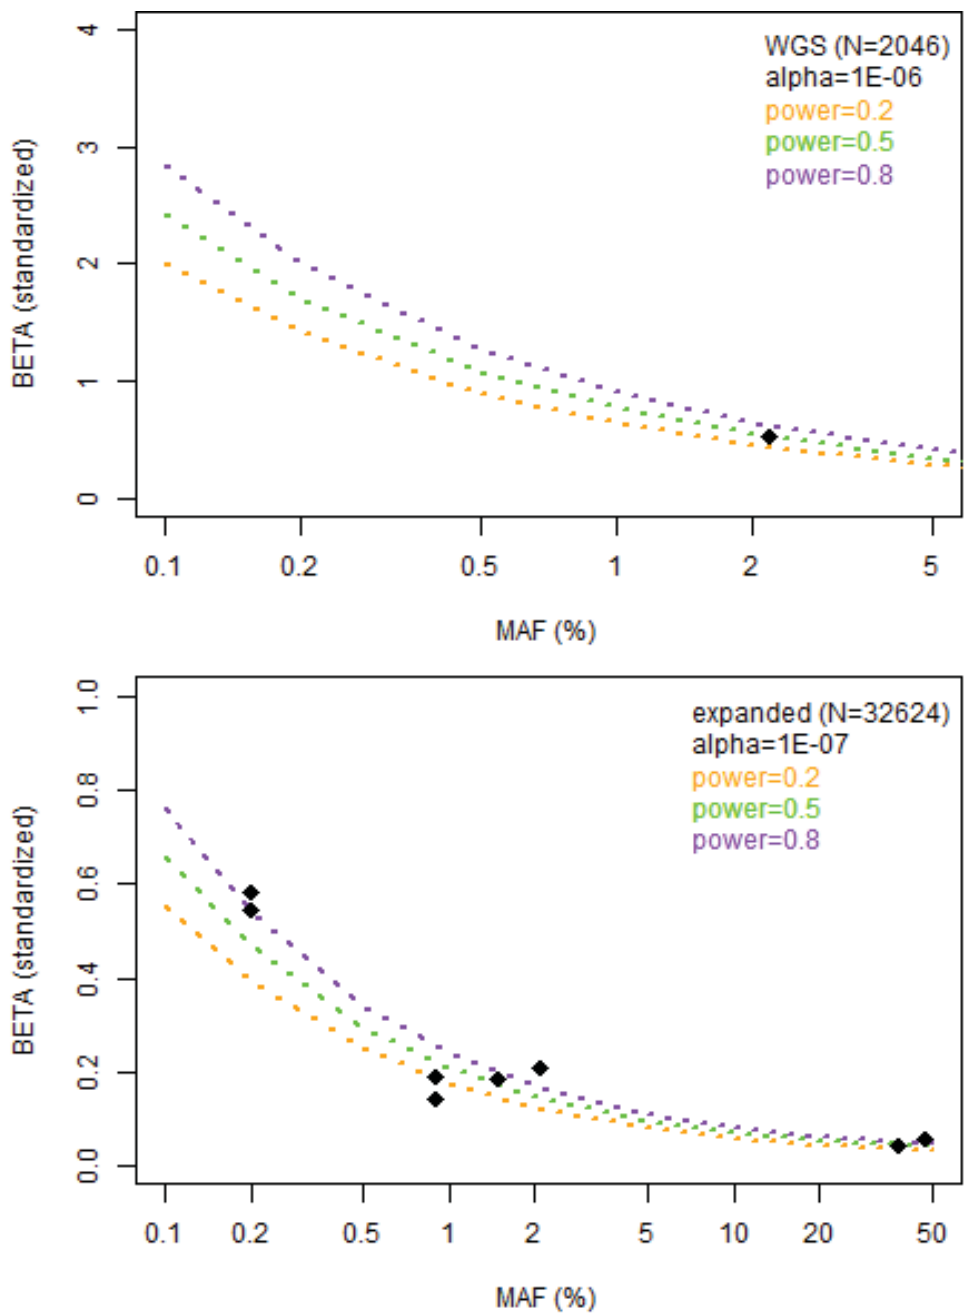 4
3
2
1
0
BETA (standardized)
WGS (N=2046)
alpha=1E-06
power=0.2
power=0.5
power=0.8
0.1 0.2 0.5 1 2 5
MAF (%)
1.0
0.8
0.6
0.4
0.2
0.0
BETA (standardized)
expanded (N=32624)
alpha=1E-07
power=0.2
power=0.5
power=0.8
0.1 0.2 0.5 1 2 5 10 20 50
MAF (%)